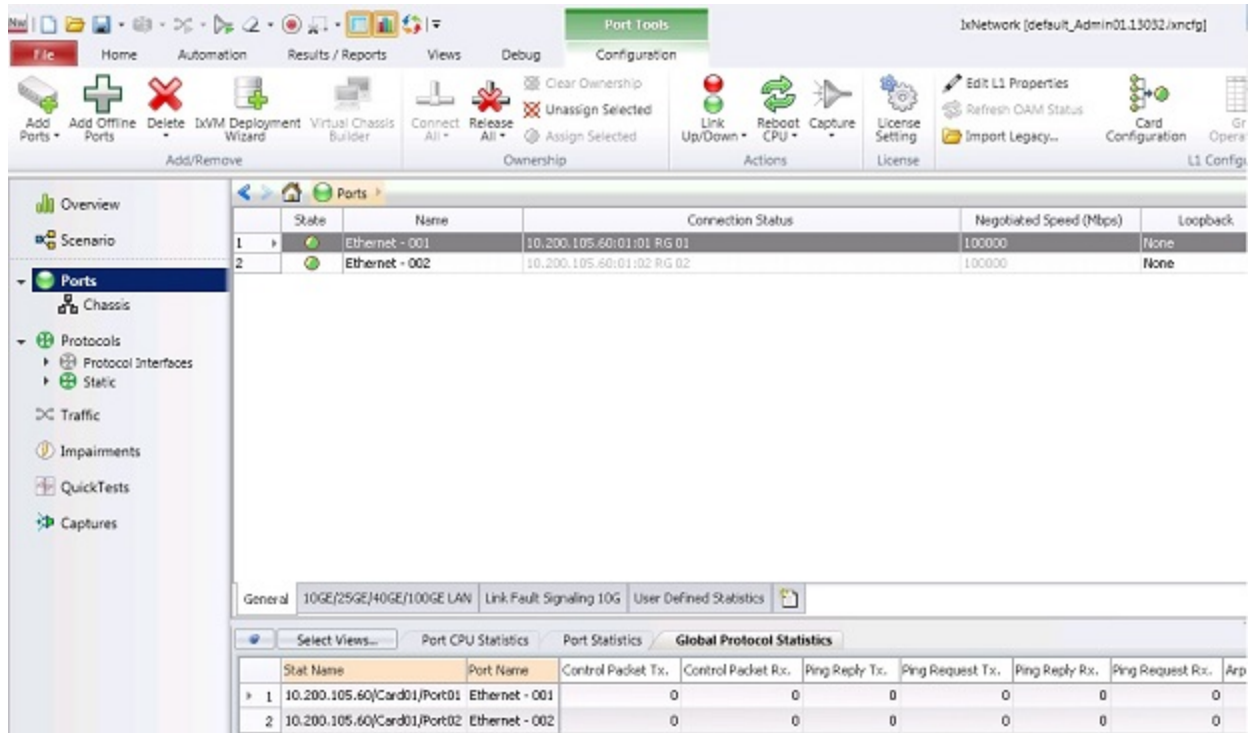 Nw
Port Tools
IxNetwork [default_Admin01.13032.ixncfg]
File Home Automation Results / Reports Views Debug Configuration
Add Ports
Add Offline Ports
Delete
IxVM Deployment Wizard
Virtual Chassis Builder
Connect All
Release All
Clear Ownership
Unassign Selected
Assign Selected
Link Up/Down
Reboot CPU
Capture
License Setting
Edit L1 Properties
Refresh OAM Status
Import Legacy...
Card Configuration
Add/Remove Ownership Actions License
Overview
Scenario
Ports
Chassis
Protocols
Protocol Interfaces
Static
Traffic
Impairments
QuickTests
Captures
Ports
State Name Connection Status Negotiated Speed (Mbps) Loopback
1 Ethernet - 001 10.200.105.60:01:01 RG 01 100000 None
2 Ethernet - 002 10.200.105.60:01:02 RG 02 100000 None
General 10GE/25GE/40GE/100GE LAN Link Fault Signaling 10G User Defined Statistics
Select Views... Port CPU Statistics Port Statistics Global Protocol Statistics
Stat Name Port Name Control Packet Tx. Control Packet Rx. Ping Reply Tx. Ping Request Tx. Ping Reply Rx. Ping Request Rx. Arp
1 10.200.105.60/Card01/Port01 Ethernet - 001 0 0 0 0 0 0
2 10.200.105.60/Card01/Port02 Ethernet - 002 0 0 0 0 0 0